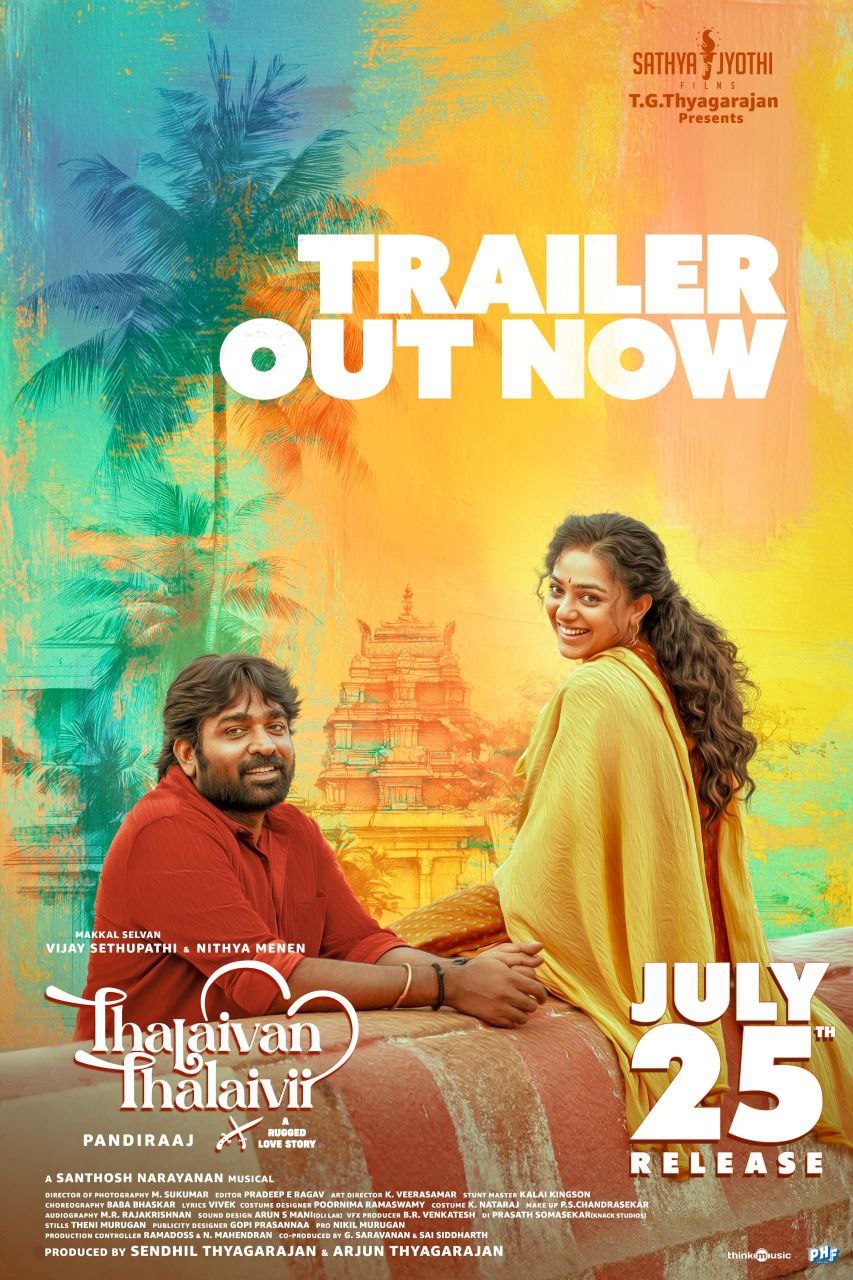 SATHYA JYOTHI
FILMS
T.G.Thyagarajan
Presents
TRAILER
OUT NOW
MAKKAL SELVAN
VIJAY SETHUPATHI & NITHYA MENEN
Thalaivan
Thalaivii
PANDIRAAJ
A
RUGGED
LOVE STORY
JULY
25TH
RELEASE
A SANTHOSH NARAYANAN MUSICAL
DIRECTOR OF PHOTOGRAPHY M. SUKUMAR EDITOR PRADEEP E RAGAV ART DIRECTOR K. VEERASAMAR STUNT MASTER KALAI KINGSON
CHOREOGRAPHY BABA BHASKAR LYRICS VIVEK COSTUME DESIGNER POORNIMA RAMASWAMY COSTUME K. NATARAJ MAKE UP P.S.CHANDRASEKAR
AUDIOGRAPHY M.R. RAJAKRISHNAN SOUND DESIGN ARUN S MANI(OLI LAB) VFX PRODUCER B.R. VENKATESH DI PRASATH SOMASEKAR(KNACK STUDIOS)
STILLS THENI MURUGAN PUBLICITY DESIGNER GOPI PRASANNAA PRO NIKIL MURUGAN
PRODUCTION CONTROLLER RAMADOSS & N. MAHENDRAN CO-PRODUCED BY G. SARAVANAN & SAI SIDDHARTH
PRODUCED BY SENDHIL THYAGARAJAN & ARJUN THYAGARAJAN
think music
PHF